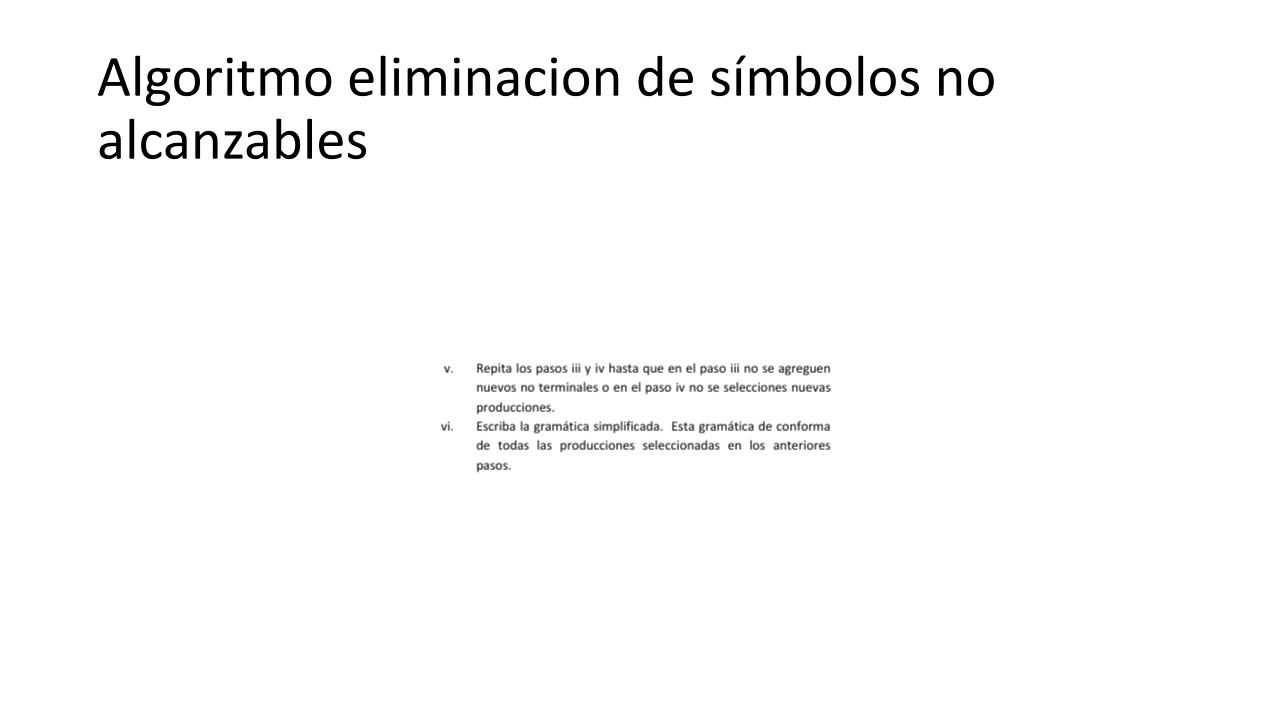 Algoritmo eliminacion de símbolos no
alcanzables
v. Repita los pasos iii y iv hasta que en el paso iii no se agreguen
nuevos no terminales o en el paso iv no se selecciones nuevas
producciones.
vi. Escriba la gramática simplificada. Esta gramática de conforma
de todas las producciones seleccionadas en los anteriores
pasos.